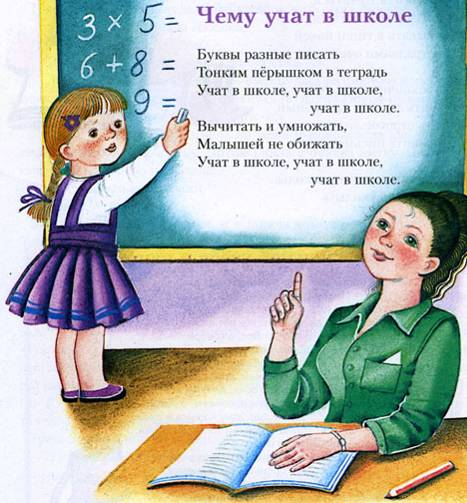 Чему учат в школе
3 × 5 =
6 + 8 =
9 =
Буквы разные писать
Тонким пёрышком в тетрадь
Учат в школе, учат в школе,
учат в школе.
Вычитать и умножать,
Малышей не обижать
Учат в школе, учат в школе,
учат в школе.